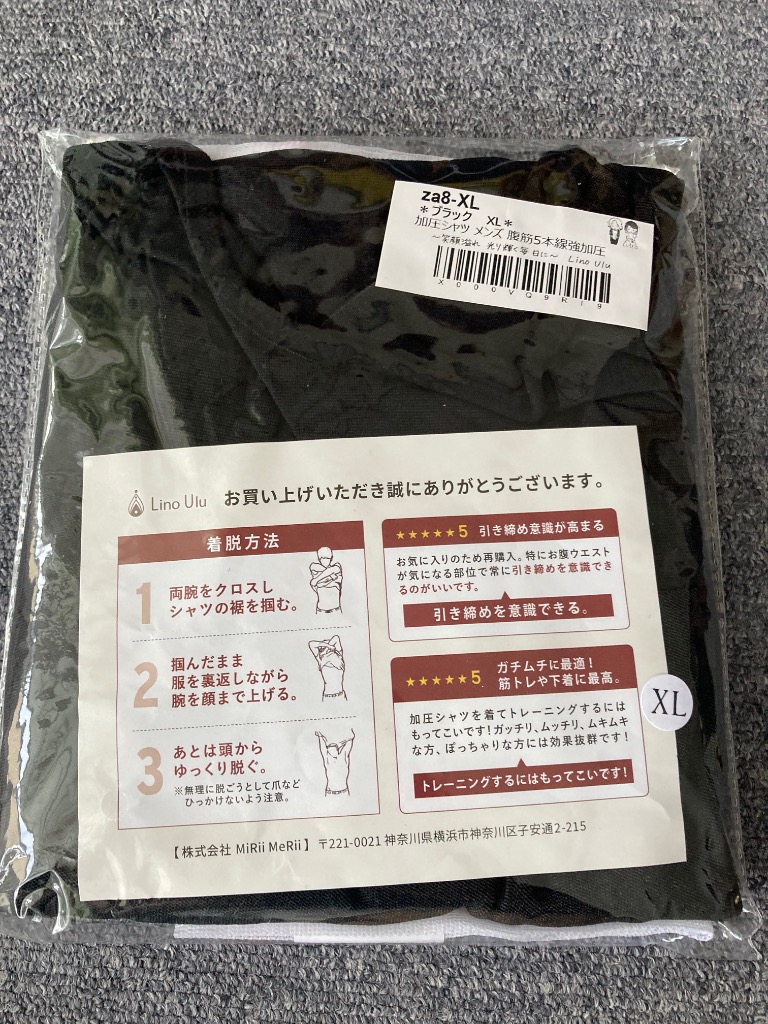 za8-XL
＊ブラック　XL＊
加圧シャツ メンズ 腹筋5本線強加圧
～笑顔溢れ 光り輝く毎日に～ Lino Ulu
X000VQ9RI9
Lino Ulu お買い上げいただき誠にありがとうございます。
着脱方法
1 両腕をクロスし
シャツの裾を掴む。
2 掴んだまま
服を裏返しながら
腕を顔まで上げる。
3 あとは頭から
ゆっくり脱ぐ。
※無理に脱ごうとして爪など
ひっかけないよう注意。
★★★★★5 引き締め意識が高まる
お気に入りのため再購入。特にお腹ウエスト
が気になる部位で常に引き締めを意識でき
るのがいいです。
引き締めを意識できる。
★★★★★5 ガチムチに最適！
筋トレや下着に最高。
加圧シャツを着てトレーニングするには
もってこいです！ガッチリ、ムッチリ、ムキムキ
な方、ぽっちゃりな方には効果抜群です！
トレーニングするにはもってこいです！
XL
【株式会社 MiRii MeRii】 〒221-0021 神奈川県横浜市神奈川区子安通2-215